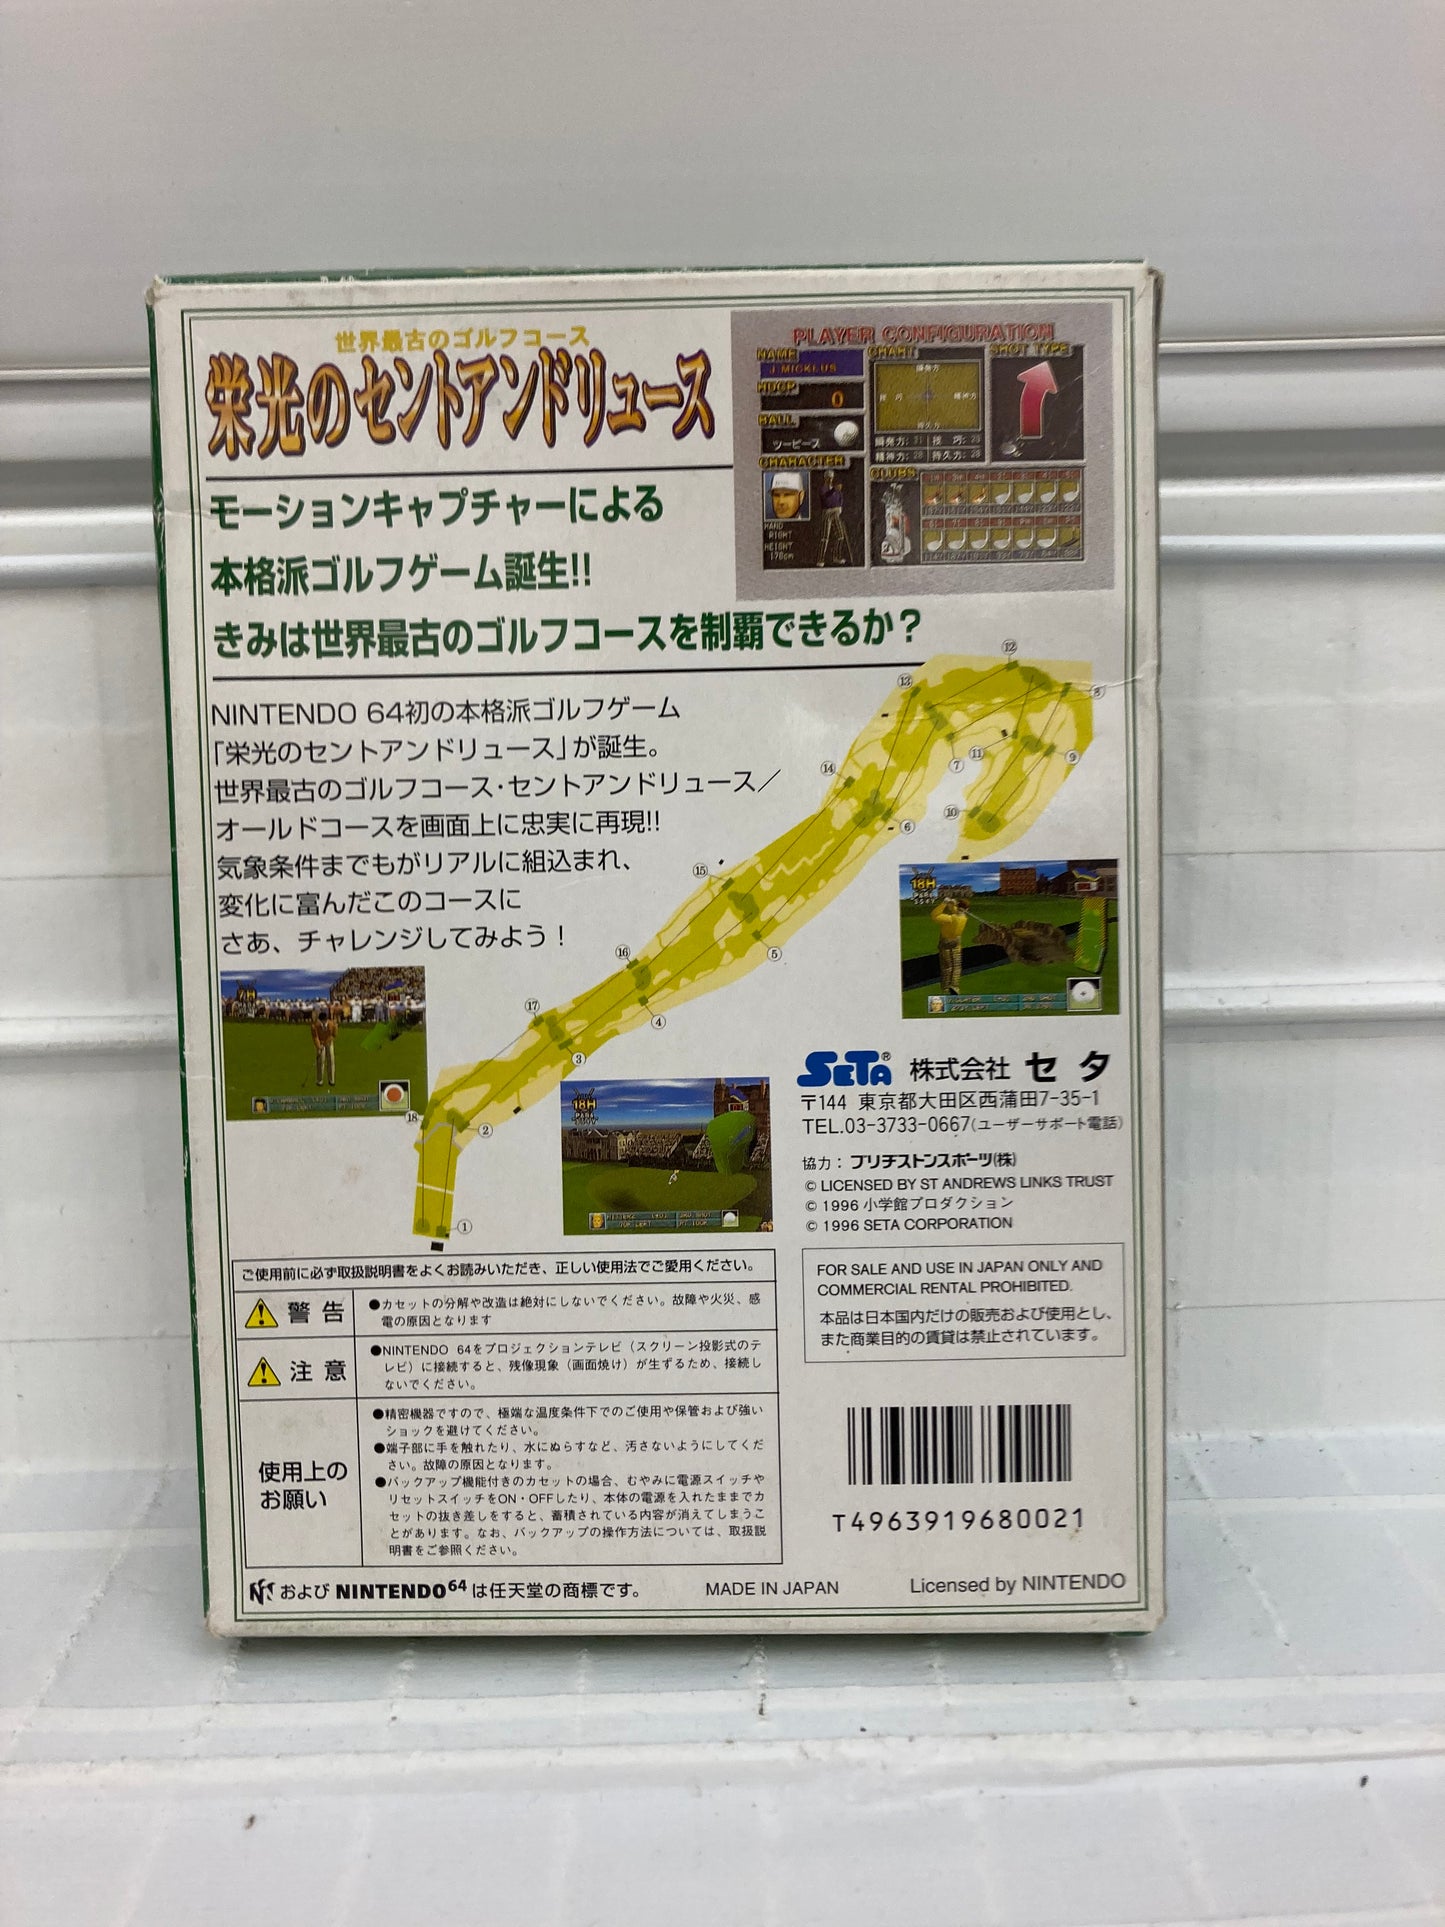 世界最古のゴルフコース
栄光のセントアンドリュース
モーションキャプチャーによる
本格派ゴルフゲーム誕生!!
きみは世界最古のゴルフコースを制覇できるか？
PLAYER CONFIGURATION
NAME
J.MICKLUS
HDCP
0
BALL
ツーピース
CHARACTER
HAND
RIGHT
HEIGHT
170cm
CHART
瞬発力
精神力
持久力
SHOT TYPE
CLUBS
NINTENDO 64初の本格派ゴルフゲーム
「栄光のセントアンドリュース」が誕生。
世界最古のゴルフコース・セントアンドリュース／
オールドコースを画面上に忠実に再現!!
気象条件までもがリアルに組込まれ、
変化に富んだこのコースに
さあ、チャレンジしてみよう！
⑫
⑬
⑧
⑦
⑪
⑨
⑭
⑩
⑥
⑮
⑤
⑯
④
⑰
③
⑱
②
①
18H
18H
SETA® 株式会社 セタ
〒144 東京都大田区西蒲田7-35-1
TEL.03-3733-0667(ユーザーサポート電話)
協力：ブリヂストンスポーツ(株)
© LICENSED BY ST ANDREWS LINKS TRUST
© 1996 小学館プロダクション
© 1996 SETA CORPORATION
FOR SALE AND USE IN JAPAN ONLY AND
COMMERCIAL RENTAL PROHIBITED.
本品は日本国内だけの販売および使用とし、
また商業目的の賃貸は禁止されています。
ご使用前に必ず取扱説明書をよくお読みいただき、正しい使用法でご愛用ください。
警告
●カセットの分解や改造は絶対にしないでください。故障や火災、感
電の原因となります
注意
●NINTENDO 64をプロジェクションテレビ（スクリーン投影式のテ
レビ）に接続すると、残像現象（画面焼け）が生ずるため、接続し
ないでください。
使用上の
お願い
●精密機器ですので、極端な温度条件下でのご使用や保管および強い
ショックを避けてください。
●端子部に手を触れたり、水にぬらすなど、汚さないようにしてくだ
さい。故障の原因となります。
●バックアップ機能付きのカセットの場合、むやみに電源スイッチや
リセットスイッチをON・OFFしたり、本体の電源を入れたままでカ
セットの抜き差しをすると、蓄積されている内容が消えてしまうこ
とがあります。なお、バックアップの操作方法については、取扱説
明書をご参照ください。
T4963919680021
および NINTENDO64 は任天堂の商標です。
MADE IN JAPAN
Licensed by NINTENDO